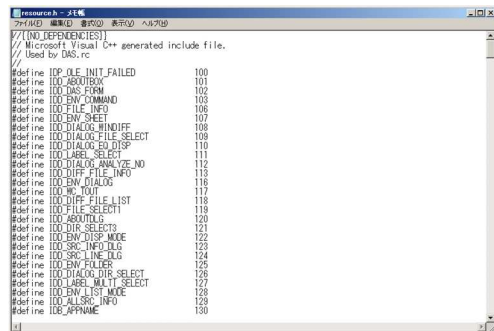 resource.h - メモ帳
ファイル(F) 編集(E) 書式(O) 表示(V) ヘルプ(H)
//{{NO_DEPENDENCIES}}
// Microsoft Visual C++ generated include file.
// Used by DAS.rc
//
#define IDP_OLE_INIT_FAILED 100
#define IDD_ABOUTBOX 101
#define IDD_DAS_FORM 102
#define IDD_ENV_COMMAND 103
#define IDD_FILE_INFO 106
#define IDD_ENV_SHEET 107
#define IDD_DIALOG_WINDIFF 108
#define IDD_DIALOG_FILE_SELECT 109
#define IDD_DIALOG_EQ_DISP 110
#define IDD_LABEL_SELECT 111
#define IDD_DIALOG_ANALYZE_NO 112
#define IDD_DIFF_FILE_INFO 113
#define IDD_ENV_DIALOG 116
#define IDD_WC_TOUT 117
#define IDD_DIFF_FILE_LIST 118
#define IDD_FILE_SELECT1 119
#define IDD_ABOUTDLG 120
#define IDD_DIR_SELECT3 121
#define IDD_ENV_DISP_MODE 122
#define IDD_SRC_INFO_DLG 123
#define IDD_SRC_LINE_DLG 124
#define IDD_ENV_FOLDER 125
#define IDD_DIALOG_DIR_SELECT 126
#define IDD_LABEL_MULTI_SELECT 127
#define IDD_ENV_LIST_MODE 128
#define IDD_ALLSRC_INFO 129
#define IDB_APPNAME 130